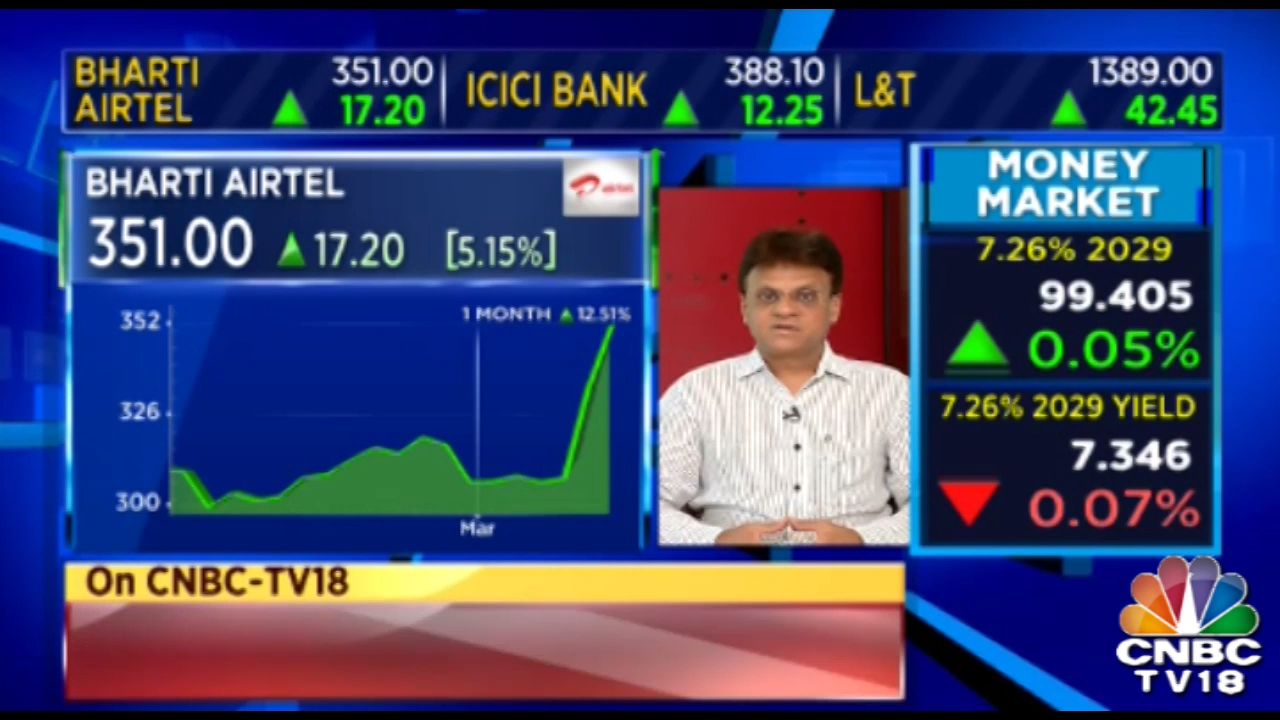 BHARTI AIRTEL 351.00 17.20
ICICI BANK 388.10 12.25
L&T 1389.00 42.45
BHARTI AIRTEL
airtel
351.00 17.20 [5.15%]
1 MONTH 12.51%
352
326
300
Mar
MONEY
MARKET
7.26% 2029
99.405
0.05%
7.26% 2029 YIELD
7.346
0.07%
On CNBC-TV18
CNBC
TV18